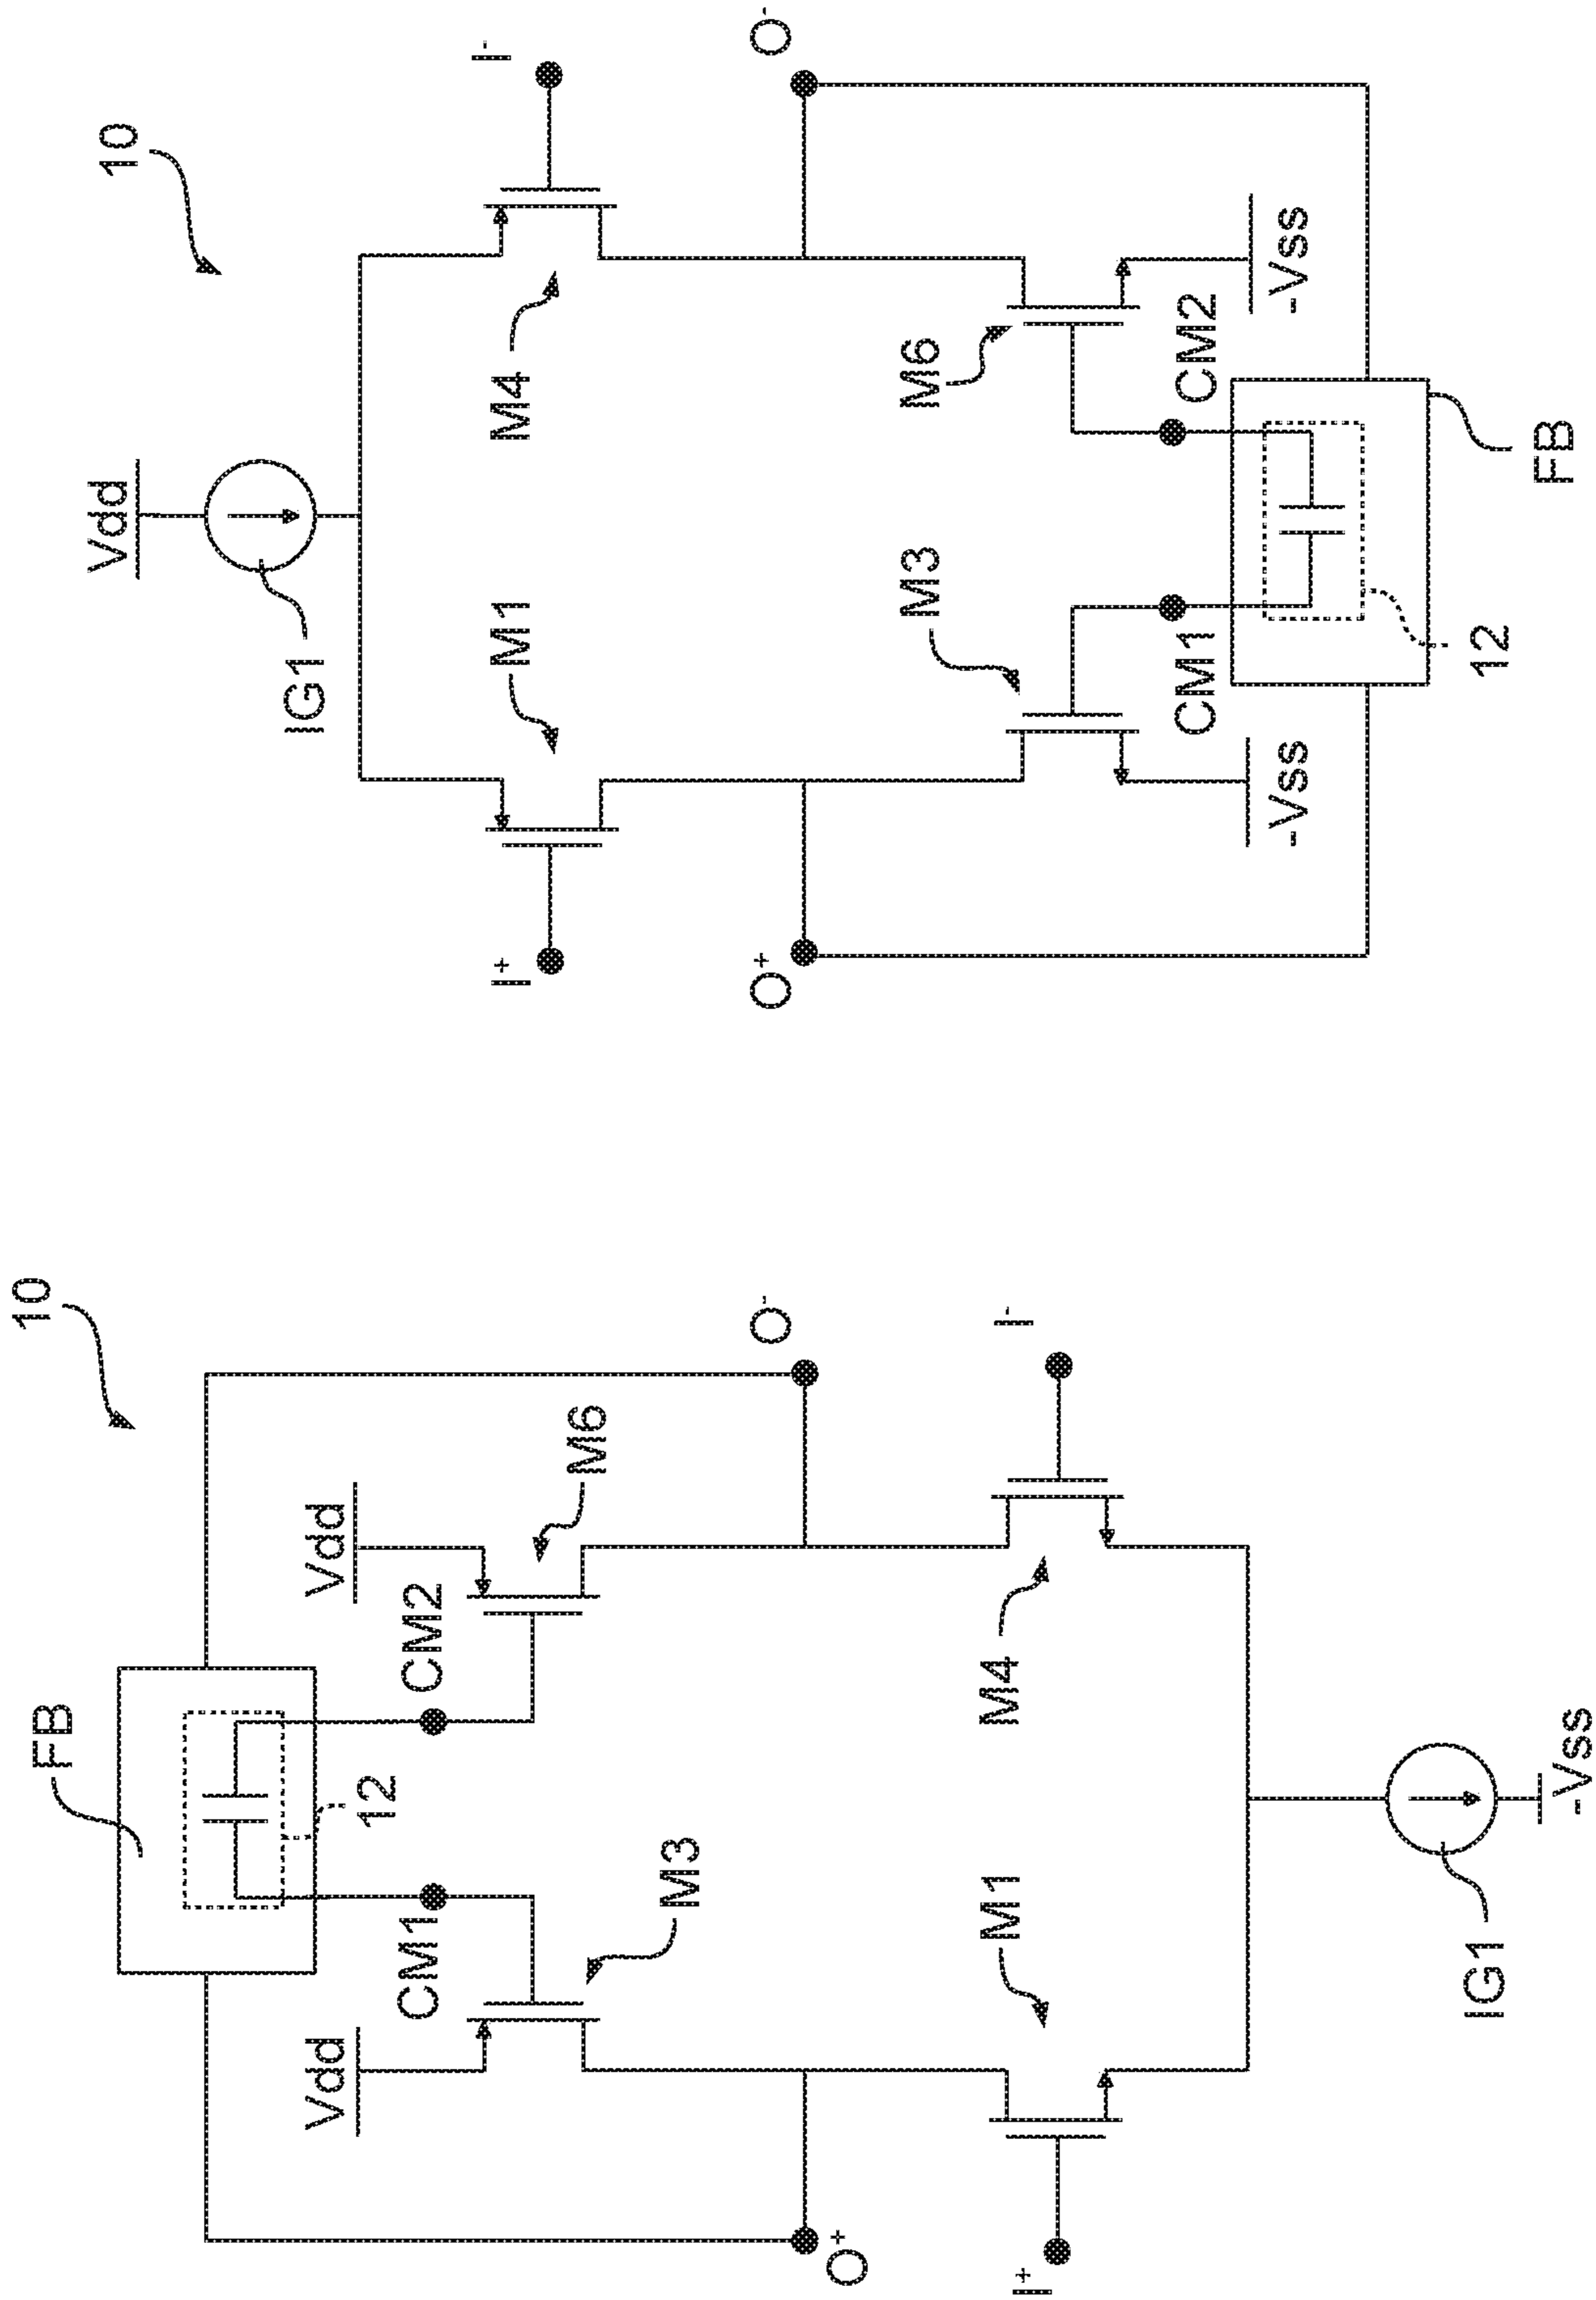 10
FB
Vdd
Vdd
12
CM1
CM2
M6
M3
O-
O+
M1
M4
I-
I+
IG1
-Vss
Vdd
10
IG1
I+
M1
M4
I-
O+
O-
M3
M6
CM1
CM2
-Vss
-Vss
12
FB